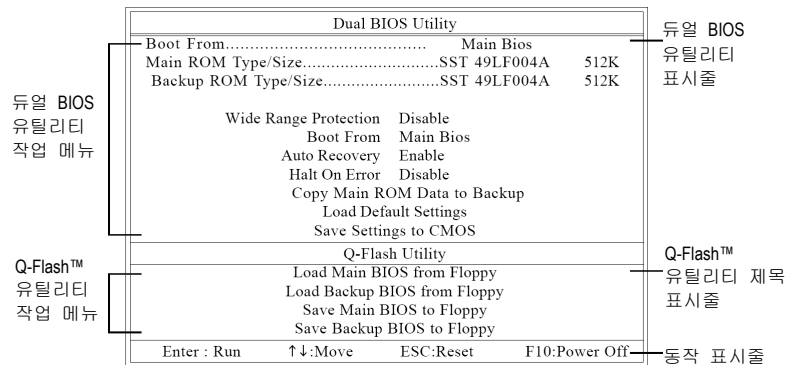 Dual BIOS Utility
Boot From........................................ Main Bios
Main ROM Type/Size.............................SST 49LF004A 512K
Backup ROM Type/Size........................SST 49LF004A 512K
Wide Range Protection Disable
Boot From Main Bios
Auto Recovery Enable
Halt On Error Disable
Copy Main ROM Data to Backup
Load Default Settings
Save Settings to CMOS
Q-Flash Utility
Load Main BIOS from Floppy
Load Backup BIOS from Floppy
Save Main BIOS to Floppy
Save Backup BIOS to Floppy
Enter : Run ↑↓:Move ESC:Reset F10:Power Off
듀얼 BIOS
유틸리티
작업 메뉴
Q-Flash™
유틸리티
작업 메뉴
듀얼 BIOS
유틸리티
표시줄
Q-Flash™
유틸리티 제목
표시줄
동작 표시줄